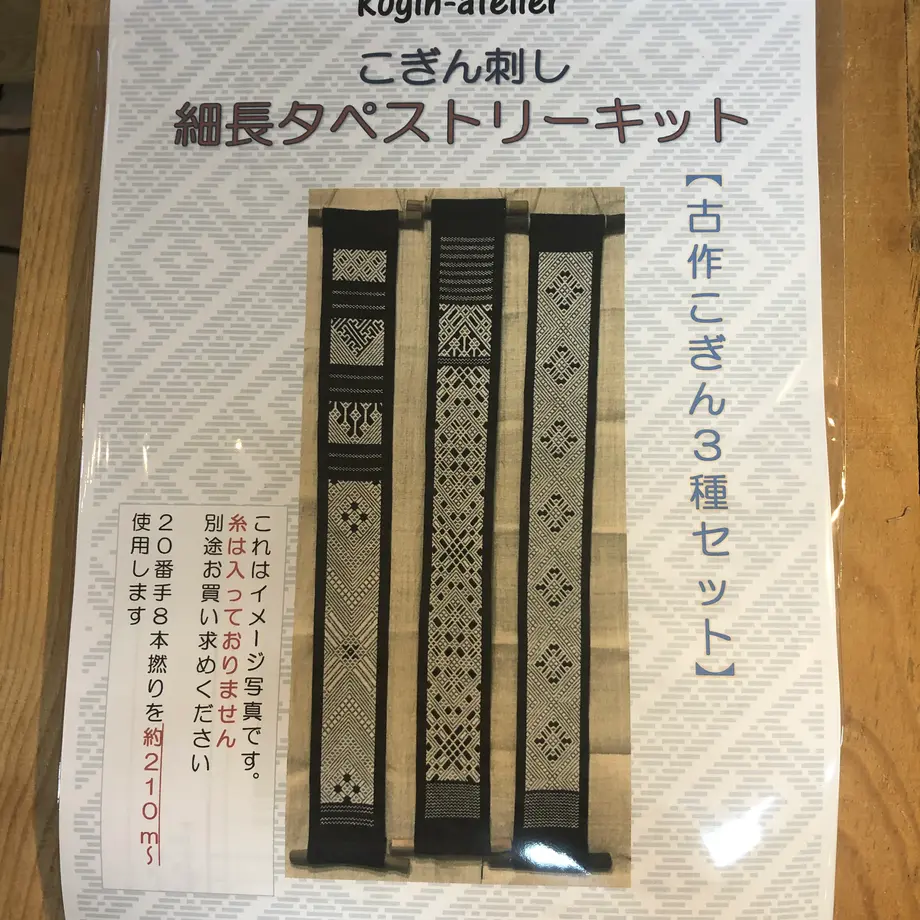 kogin-atelier
こぎん刺し
細長タペストリーキット
【古作こぎん３種セット】
これはイメージ写真です。
糸は入っておりません
別途お買い求めください
２０番手８本撚りを約２１０ｍ～
使用します